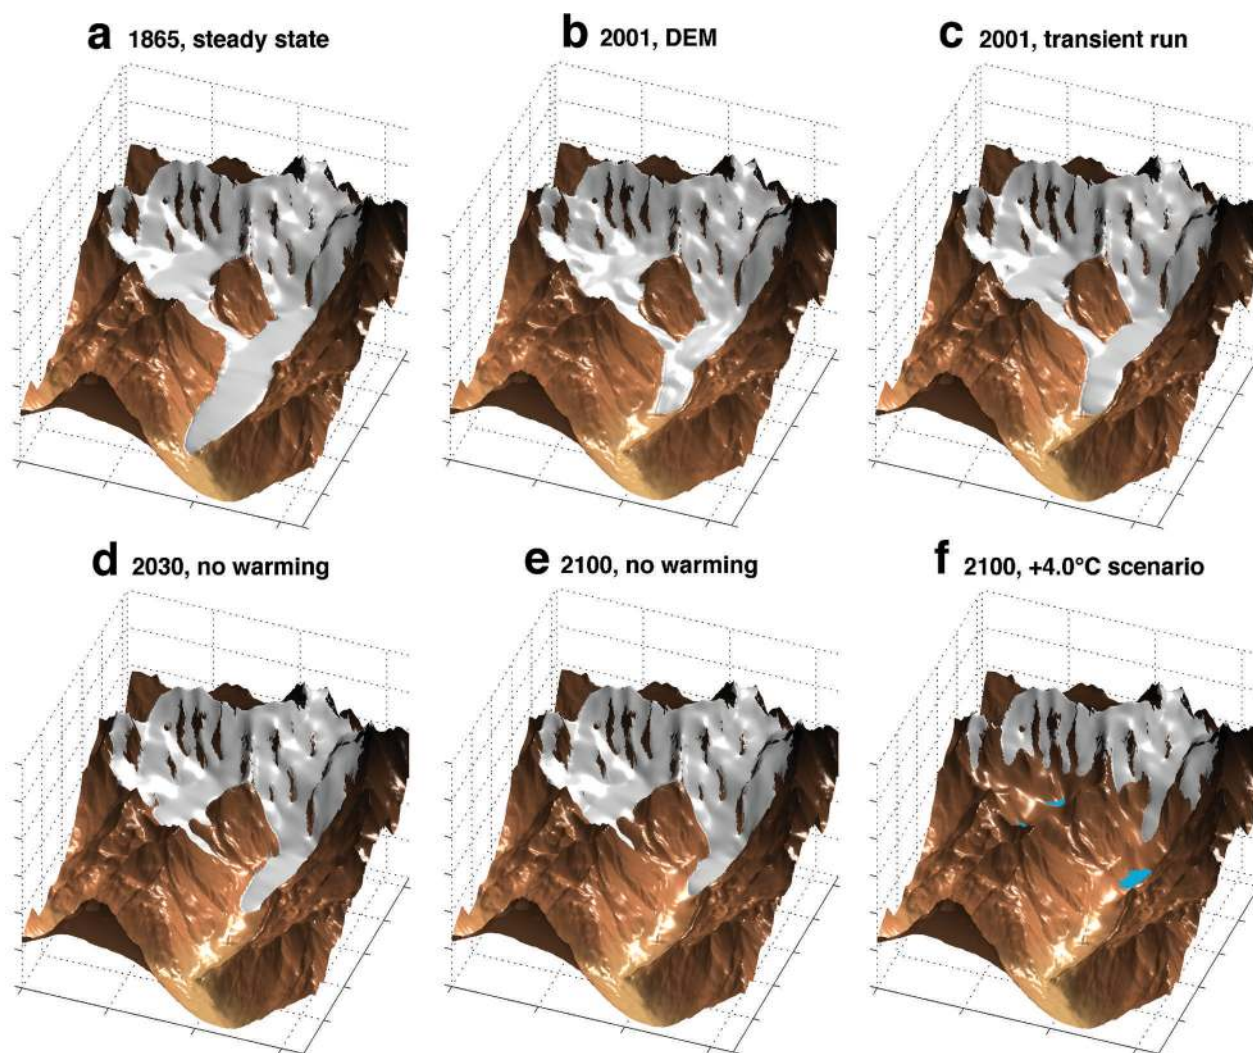 a 1865, steady state
b 2001, DEM
c 2001, transient run
d 2030, no warming
e 2100, no warming
f 2100, +4.0°C scenario